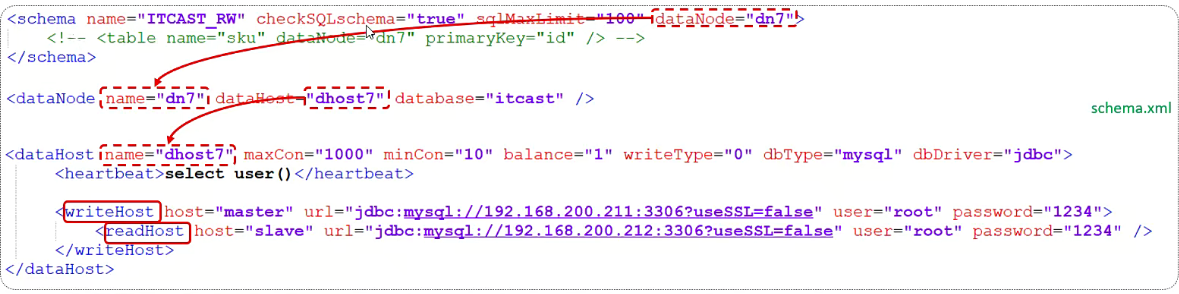 <schema name="ITCAST_RW" checkSQLschema="true" sqlMaxLimit="100" dataNode="dn7">
<!-- <table name="sku" dataNode="dn7" primaryKey="id" /> -->
</schema>
<dataNode name="dn7" dataHost="dhost7" database="itcast" />
schema.xml
<dataHost name="dhost7" maxCon="1000" minCon="10" balance="1" writeType="0" dbType="mysql" dbDriver="jdbc">
<heartbeat>select user()</heartbeat>
<writeHost host="master" url="jdbc:mysql://192.168.200.211:3306?useSSL=false" user="root" password="1234">
<readHost host="slave" url="jdbc:mysql://192.168.200.212:3306?useSSL=false" user="root" password="1234" />
</writeHost>
</dataHost>